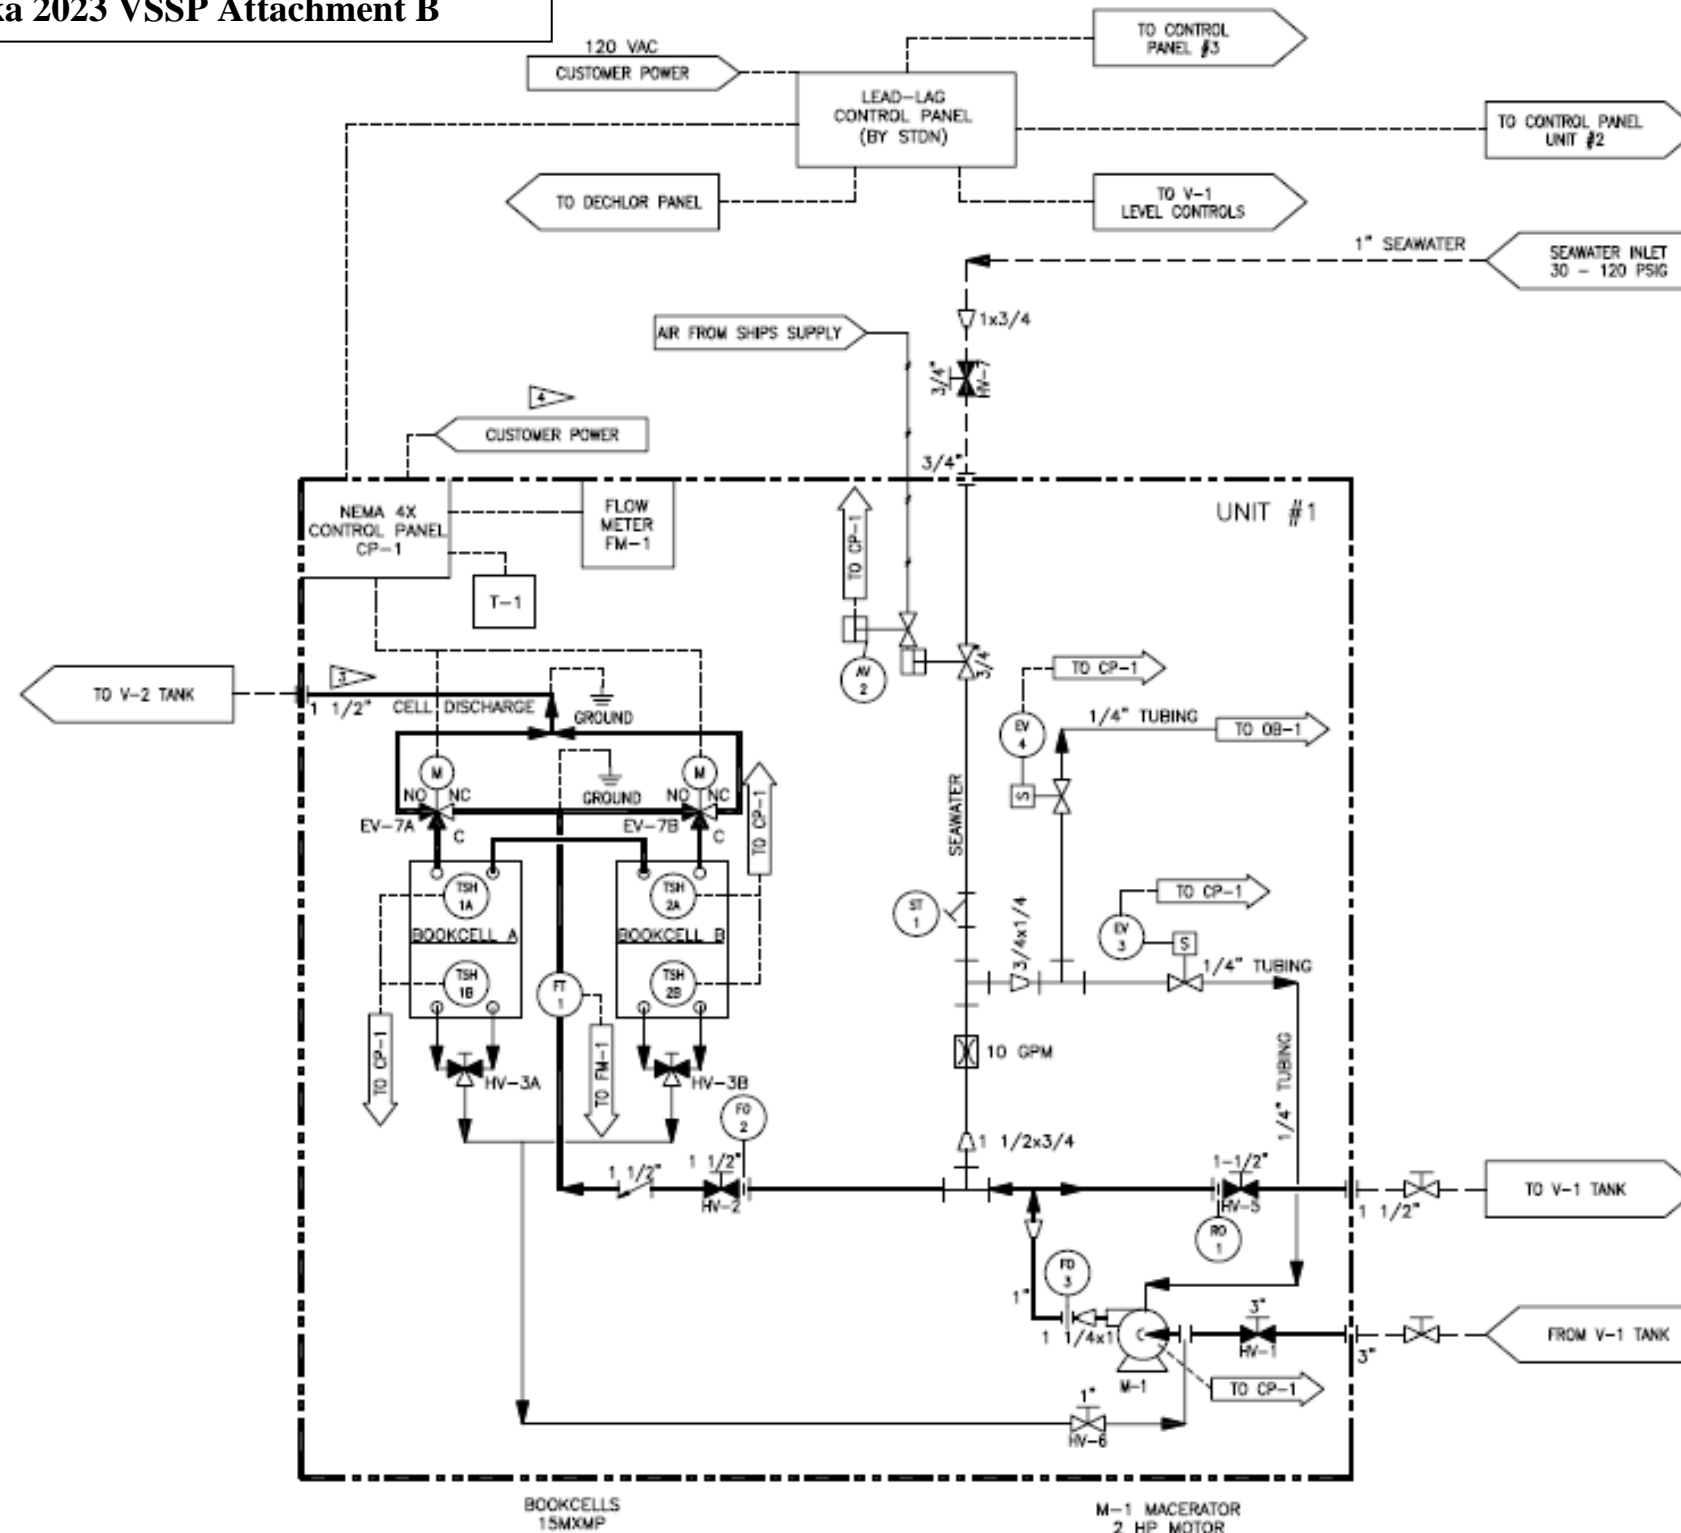 ka 2023 VSSP Attachment B
120 VAC
CUSTOMER POWER
TO CONTROL
PANEL #3
LEAD-LAG
CONTROL PANEL
(BY STDN)
TO CONTROL PANEL
UNIT #2
TO DECHLOR PANEL
TO V-1
LEVEL CONTROLS
1" SEAWATER
SEAWATER INLET
30 - 120 PSIG
1x3/4
AIR FROM SHIPS SUPPLY
3/4"
HV-7
4
CUSTOMER POWER
3/4"
NEMA 4X
CONTROL PANEL
CP-1
FLOW
METER
FM-1
UNIT #1
TO CP-1
T-1
AV
2
3/4"
TO CP-1
TO V-2 TANK
3
1 1/2"
CELL DISCHARGE
GROUND
EV
4
1/4" TUBING
TO OB-1
M
M
GROUND
NO
NC
NO
NC
EV-7A
C
EV-7B
C
TO CP-1
S
SEAWATER
TSH
1A
TSH
2A
ST
1
3/4x1/4
TO CP-1
EV
3
S
BOOKCELL A
BOOKCELL B
1/4" TUBING
TSH
1B
FT
1
TSH
2B
TO CP-1
HV-3A
TO FM-1
HV-3B
10 GPM
1/4" TUBING
FO
2
1 1/2x3/4
1 1/2"
1 1/2"
HV-2
1-1/2"
HV-5
RO
1
1 1/2"
TO V-1 TANK
FO
3
1"
1 1/4x1
C
M-1
3"
HV-1
3"
FROM V-1 TANK
TO CP-1
1"
HV-6
BOOKCELLS
15MXMP
M-1 MACERATOR
2 HP MOTOR